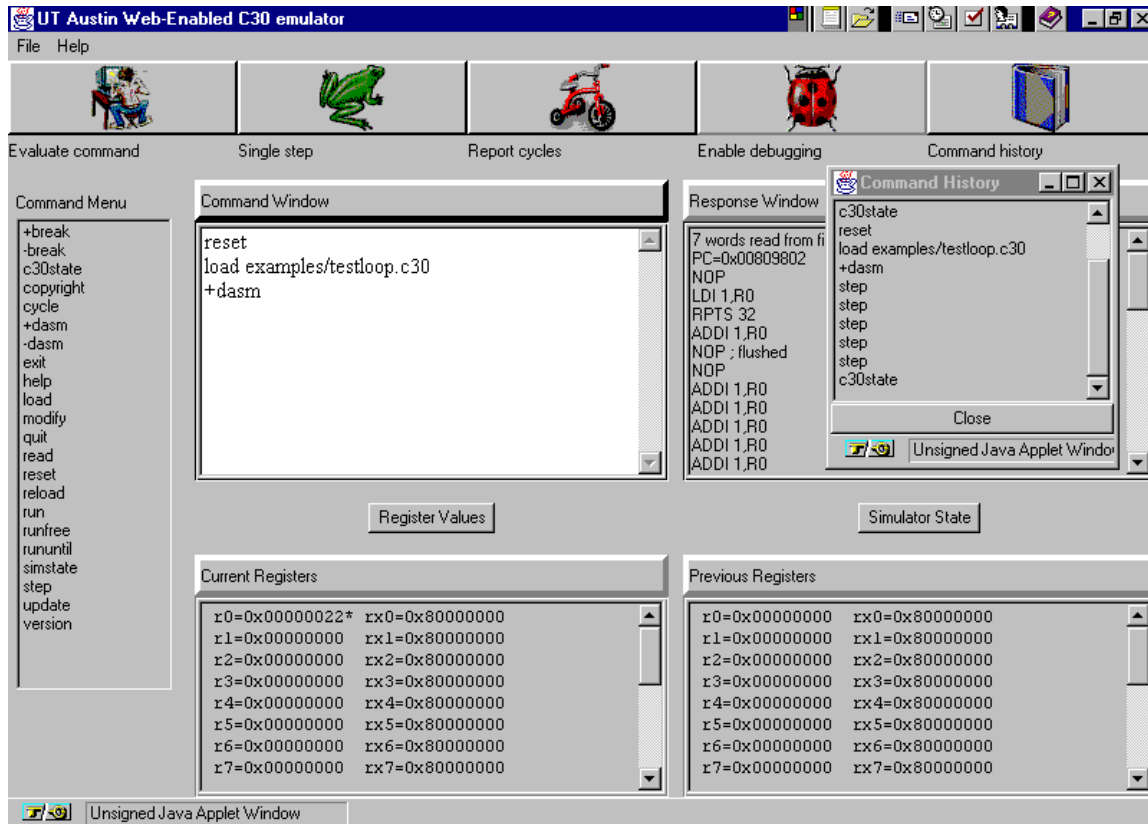 UT Austin Web-Enabled C30 emulator
File Help
Evaluate command
Single step
Report cycles
Enable debugging
Command history
Command Menu
+break
-break
c30state
copyright
cycle
+dasm
-dasm
exit
help
load
modify
quit
read
reset
reload
run
runfree
rununtil
simstate
step
update
version
Command Window
reset
load examples/testloop.c30
+dasm
Response Window
7 words read from fi
PC=0x00809802
NOP
LDI 1,R0
RPTS 32
ADDI 1,R0
NOP ; flushed
NOP
ADDI 1,R0
ADDI 1,R0
ADDI 1,R0
ADDI 1,R0
ADDI 1,R0
Command History
c30state
reset
load examples/testloop.c30
+dasm
step
step
step
step
step
c30state
Close
Unsigned Java Applet Windo
Register Values
Simulator State
Current Registers
r0=0x00000022* rx0=0x80000000
r1=0x00000000 rx1=0x80000000
r2=0x00000000 rx2=0x80000000
r3=0x00000000 rx3=0x80000000
r4=0x00000000 rx4=0x80000000
r5=0x00000000 rx5=0x80000000
r6=0x00000000 rx6=0x80000000
r7=0x00000000 rx7=0x80000000
Previous Registers
r0=0x00000000 rx0=0x80000000
r1=0x00000000 rx1=0x80000000
r2=0x00000000 rx2=0x80000000
r3=0x00000000 rx3=0x80000000
r4=0x00000000 rx4=0x80000000
r5=0x00000000 rx5=0x80000000
r6=0x00000000 rx6=0x80000000
r7=0x00000000 rx7=0x80000000
Unsigned Java Applet Window